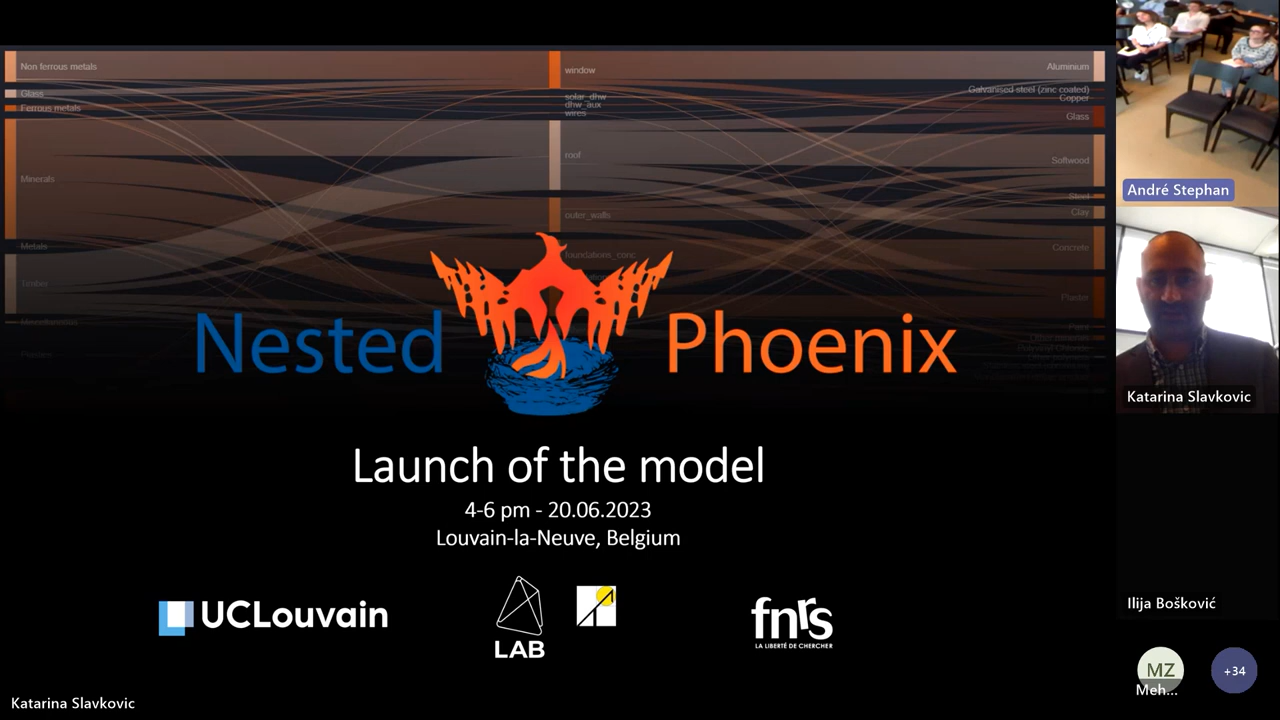 Non ferrous metals
Glass
Ferrous metals
Minerals
Metals
Timber
window
solar_dhw
dhw_aux
wires
roof
outer_walls
foundations_conc
Aluminium
Galvanised steel (zinc coated)
Copper
Glass
Softwood
Steel
Clay
Concrete
Plaster
Nested Phoenix
Launch of the model
4-6 pm - 20.06.2023
Louvain-la-Neuve, Belgium
UCLouvain
LAB
fnrs
LA LIBERTÉ DE CHERCHER
Katarina Slavkovic
André Stephan
Katarina Slavkovic
Ilija Bošković
MZ
Meh...
+34